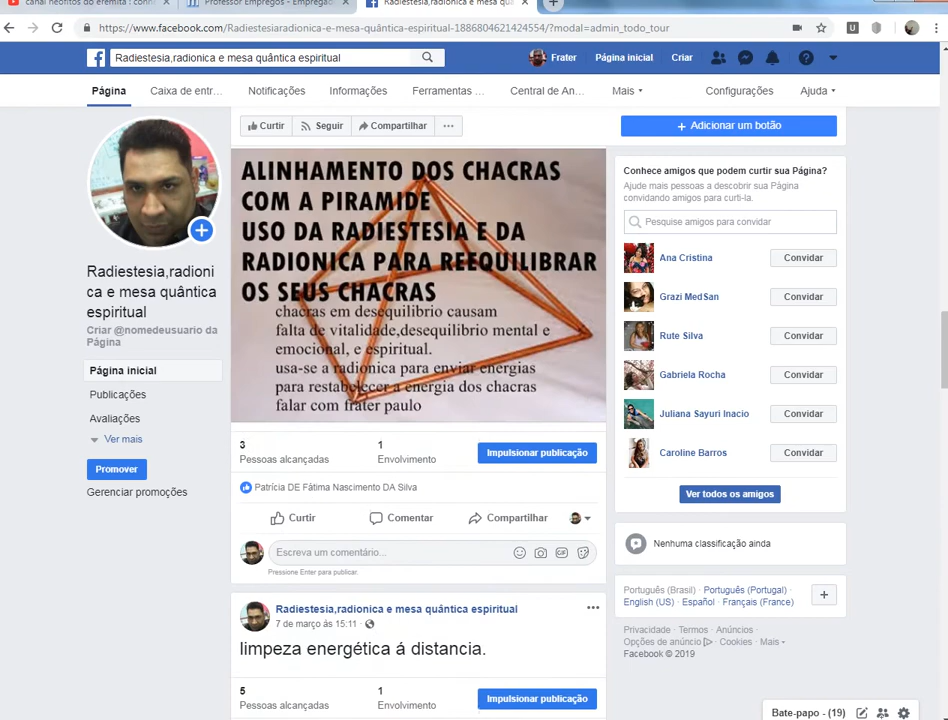 canal neófitos do eremita : conhe
Professor Empregos - Empregad
Radiestesia,radionica e mesa quâ
https://www.facebook.com/Radiestesiaradionica-e-mesa-quântica-espiritual-1886804621424554/?modal=admin_todo_tour
Radiestesia,radionica e mesa quântica espiritual
Frater
Página inicial
Criar
Página
Caixa de entr...
Notificações
Informações
Ferramentas ...
Central de An...
Mais
Configurações
Ajuda
Curtir
Seguir
Compartilhar
Adicionar um botão
Radiestesia,radioni
ca e mesa quântica
espiritual
Criar @nomedeusuario da
Página
Página inicial
Publicações
Avaliações
Ver mais
Promover
Gerenciar promoções
ALINHAMENTO DOS CHACRAS
COM A PIRAMIDE
USO DA RADIESTESIA E DA
RADIONICA PARA REEQUILIBRAR
OS SEUS CHACRAS
chacras em desequilibrio causam
falta de vitalidade,desequilibrio mental e
emocional, e espiritual.
usa-se a radionica para enviar energias
para restabelecer a energia dos chacras
falar com frater paulo
3
Pessoas alcançadas
1
Envolvimento
Impulsionar publicação
Patrícia DE Fátima Nascimento DA Silva
Curtir
Comentar
Compartilhar
Escreva um comentário...
GIF
Pressione Enter para publicar.
Radiestesia,radionica e mesa quântica espiritual
7 de março às 15:11 ·
limpeza energética á distancia.
5
Pessoas alcançadas
1
Envolvimento
Impulsionar publicação
Conhece amigos que podem curtir sua Página?
Ajude mais pessoas a descobrir sua Página
convidando amigos para curti-la.
Pesquise amigos para convidar
Ana Cristina
Convidar
Grazi MedSan
Convidar
Rute Silva
Convidar
Gabriela Rocha
Convidar
Juliana Sayuri Inacio
Convidar
Caroline Barros
Convidar
Ver todos os amigos
Nenhuma classificação ainda
Português (Brasil) · Português (Portugal) ·
English (US) · Español · Français (France)
Privacidade · Termos · Anúncios ·
Opções de anúncio · Cookies · Mais
Facebook © 2019
Bate-papo - (19)